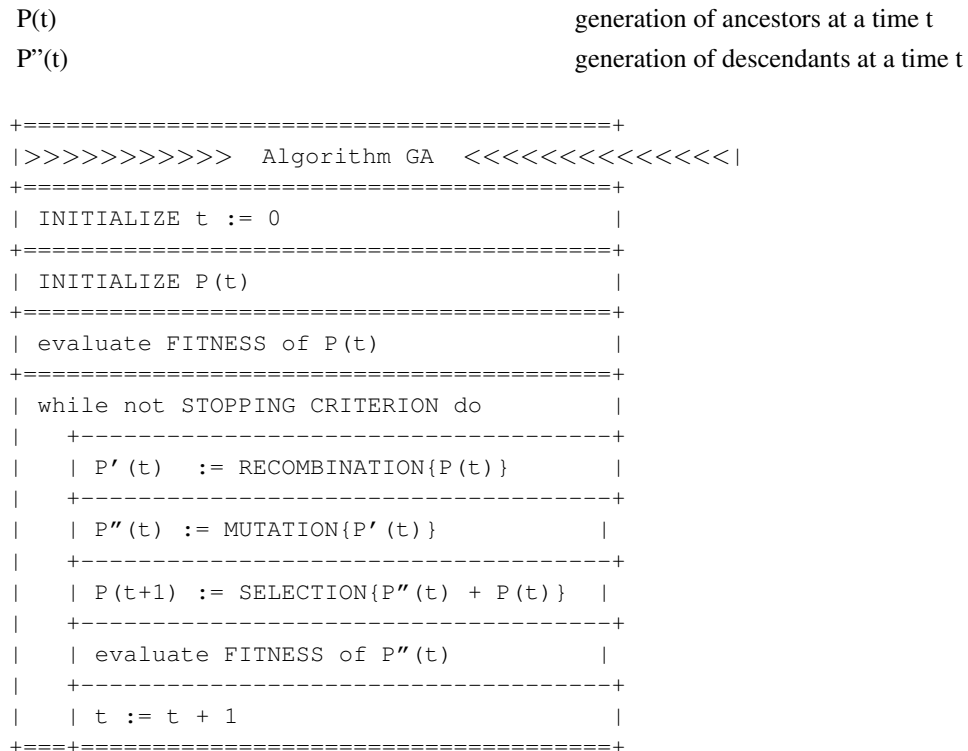 P(t) generation of ancestors at a time t
P”(t) generation of descendants at a time t
+=========================================+
|>>>>>>>>>>> Algorithm GA <<<<<<<<<<<<<<|
+=========================================+
| INITIALIZE t := 0 |
+=========================================+
| INITIALIZE P(t) |
+=========================================+
| evaluate FITNESS of P(t) |
+=========================================+
| while not STOPPING CRITERION do |
| +-------------------------------------+
| | P'(t) := RECOMBINATION{P(t)} |
| +-------------------------------------+
| | P''(t) := MUTATION{P'(t)} |
| +-------------------------------------+
| | P(t+1) := SELECTION{P''(t) + P(t)} |
| +-------------------------------------+
| | evaluate FITNESS of P''(t) |
| +-------------------------------------+
| | t := t + 1 |
+===+=====================================+